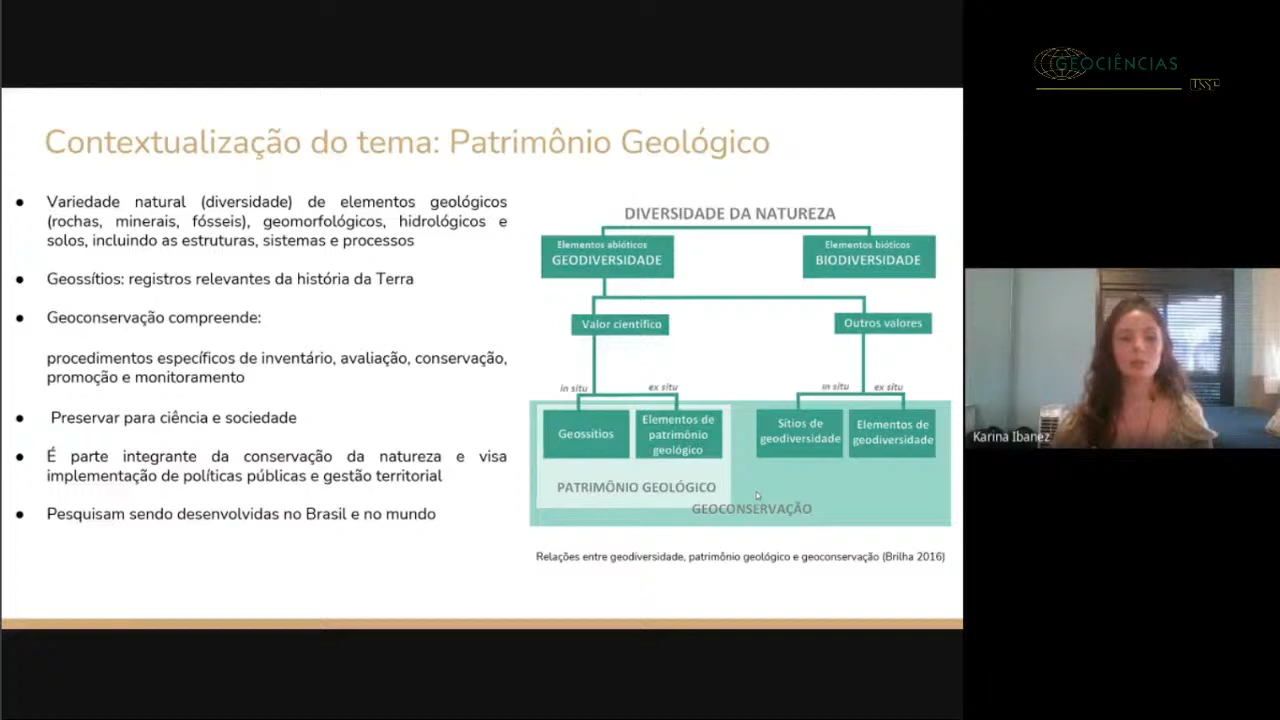 GEOCIÊNCIAS
USP
Contextualização do tema: Patrimônio Geológico
● Variedade natural (diversidade) de elementos geológicos
(rochas, minerais, fósseis), geomorfológicos, hidrológicos e
solos, incluindo as estruturas, sistemas e processos
● Geossítios: registros relevantes da história da Terra
● Geoconservação compreende:
procedimentos específicos de inventário, avaliação, conservação,
promoção e monitoramento
● Preservar para ciência e sociedade
● É parte integrante da conservação da natureza e visa
implementação de políticas públicas e gestão territorial
● Pesquisam sendo desenvolvidas no Brasil e no mundo
DIVERSIDADE DA NATUREZA
Elementos abióticos
GEODIVERSIDADE
Elementos bióticos
BIODIVERSIDADE
Valor científico
Outros valores
in situ
ex situ
in situ
ex situ
Geossítios
Elementos de
patrimônio
geológico
Sítios de
geodiversidade
Elementos de
geodiversidade
PATRIMÔNIO GEOLÓGICO
GEOCONSERVAÇÃO
Relações entre geodiversidade, patrimônio geológico e geoconservação (Brilha 2016)
Karina Ibanez